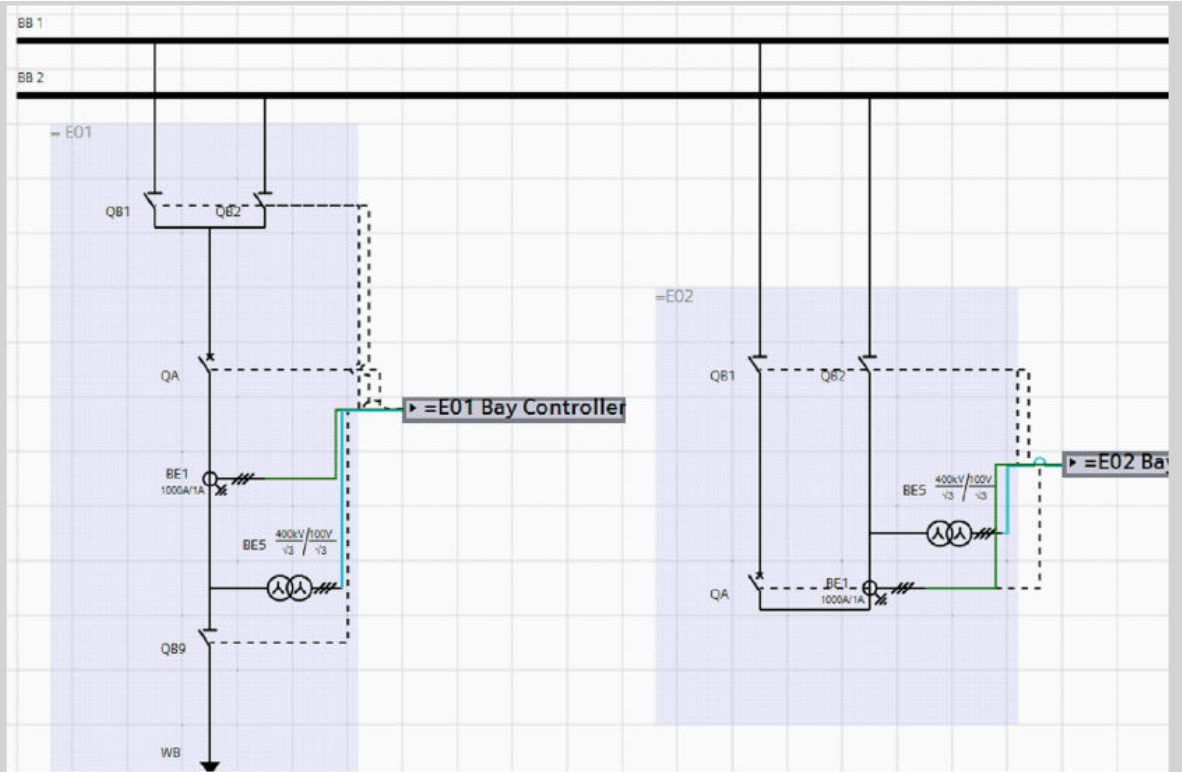 BB 1
BB 2
= E01
QB1
QB2
QA
=E01 Bay Controller
BE1
1000A/1A
BE5
400kV/100V
√3 √3
QB9
WB
=E02
QB1
QB2
=E02 Bay
BE5
400kV/100V
√3 √3
QA
BE1
1000A/1A